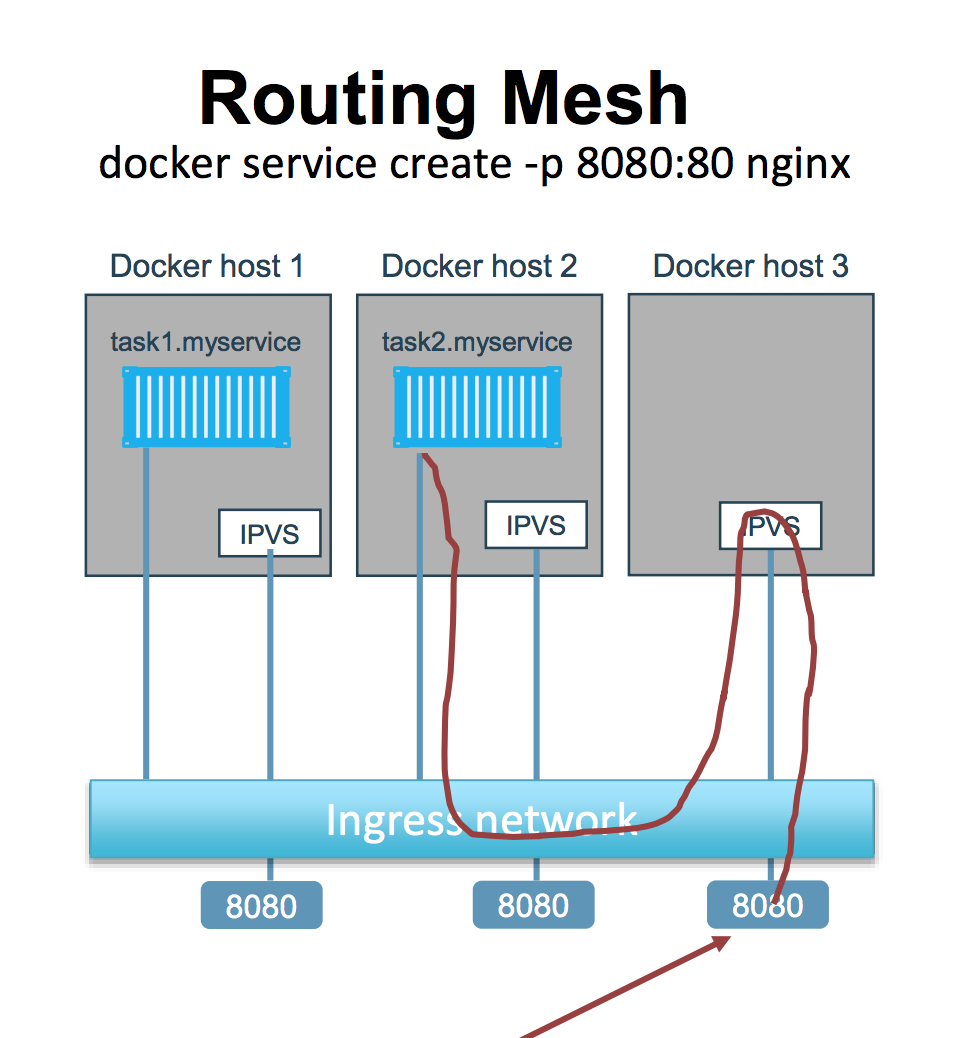 Routing Mesh
docker service create -p 8080:80 nginx
Docker host 1
Docker host 2
Docker host 3
task1.myservice
task2.myservice
IPVS
IPVS
IPVS
Ingress network
8080
8080
8080